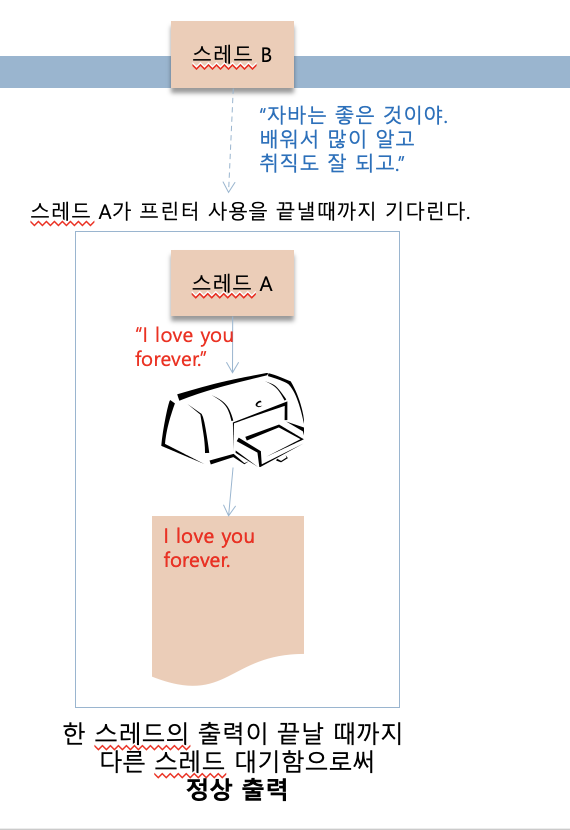 스레드 B
“자바는 좋은 것이야.
배워서 많이 알고
취직도 잘 되고.”
스레드 A가 프린터 사용을 끝낼때까지 기다린다.
스레드 A
“I love you
forever.”
I love you
forever.
한 스레드의 출력이 끝날 때까지
다른 스레드 대기함으로써
정상 출력